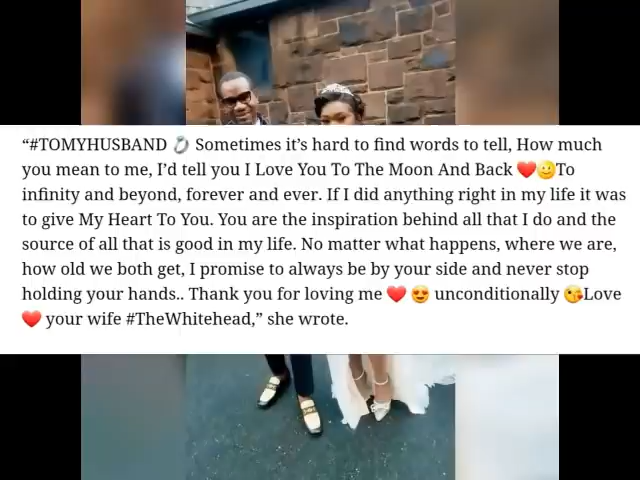 “#TOMYHUSBAND 💍 Sometimes it’s hard to find words to tell, How much
you mean to me, I’d tell you I Love You To The Moon And Back ❤️🥲To
infinity and beyond, forever and ever. If I did anything right in my life it was
to give My Heart To You. You are the inspiration behind all that I do and the
source of all that is good in my life. No matter what happens, where we are,
how old we both get, I promise to always be by your side and never stop
holding your hands.. Thank you for loving me ❤️ 😍 unconditionally 😘Love
❤️ your wife #TheWhitehead,” she wrote.